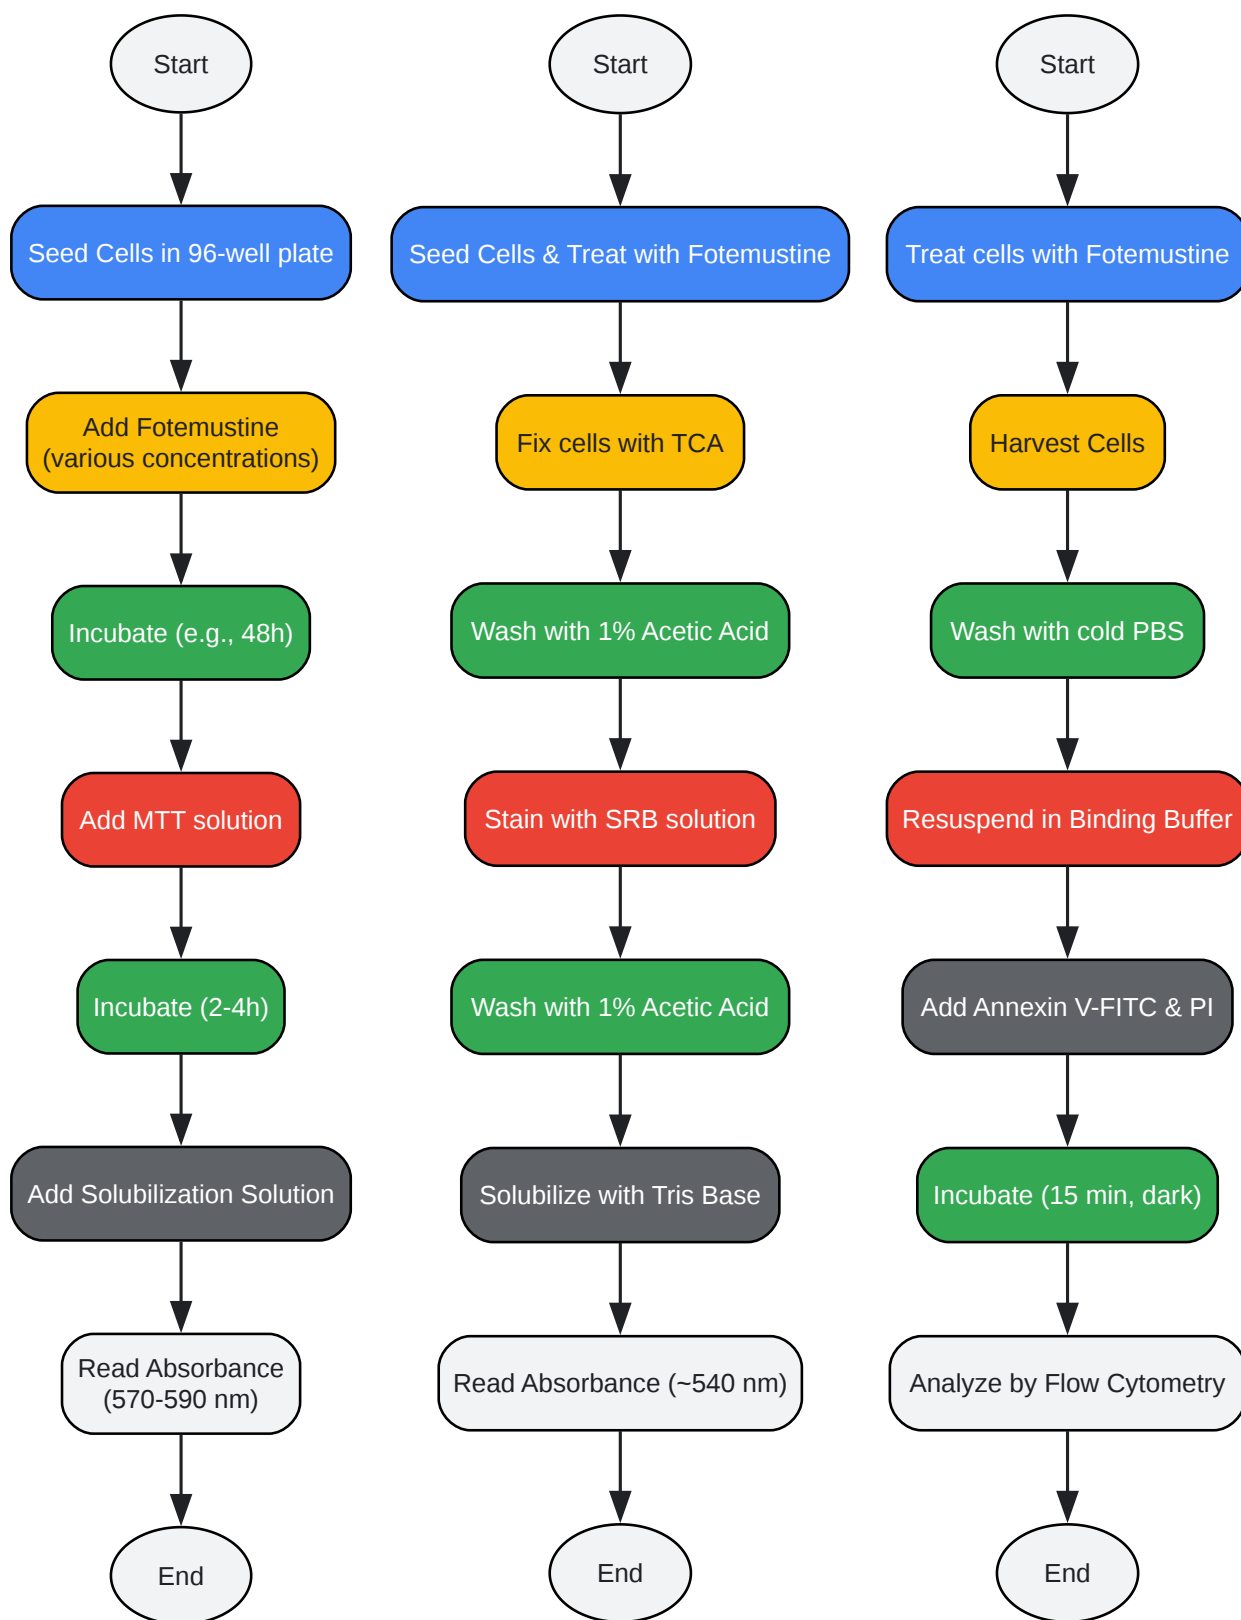 Start
Seed Cells in 96-well plate
Add Fotemustine
(various concentrations)
Incubate (e.g., 48h)
Add MTT solution
Incubate (2-4h)
Add Solubilization Solution
Read Absorbance
(570-590 nm)
End
Start
Seed Cells & Treat with Fotemustine
Fix cells with TCA
Wash with 1% Acetic Acid
Stain with SRB solution
Wash with 1% Acetic Acid
Solubilize with Tris Base
Read Absorbance (~540 nm)
End
Start
Treat cells with Fotemustine
Harvest Cells
Wash with cold PBS
Resuspend in Binding Buffer
Add Annexin V-FITC & PI
Incubate (15 min, dark)
Analyze by Flow Cytometry
End